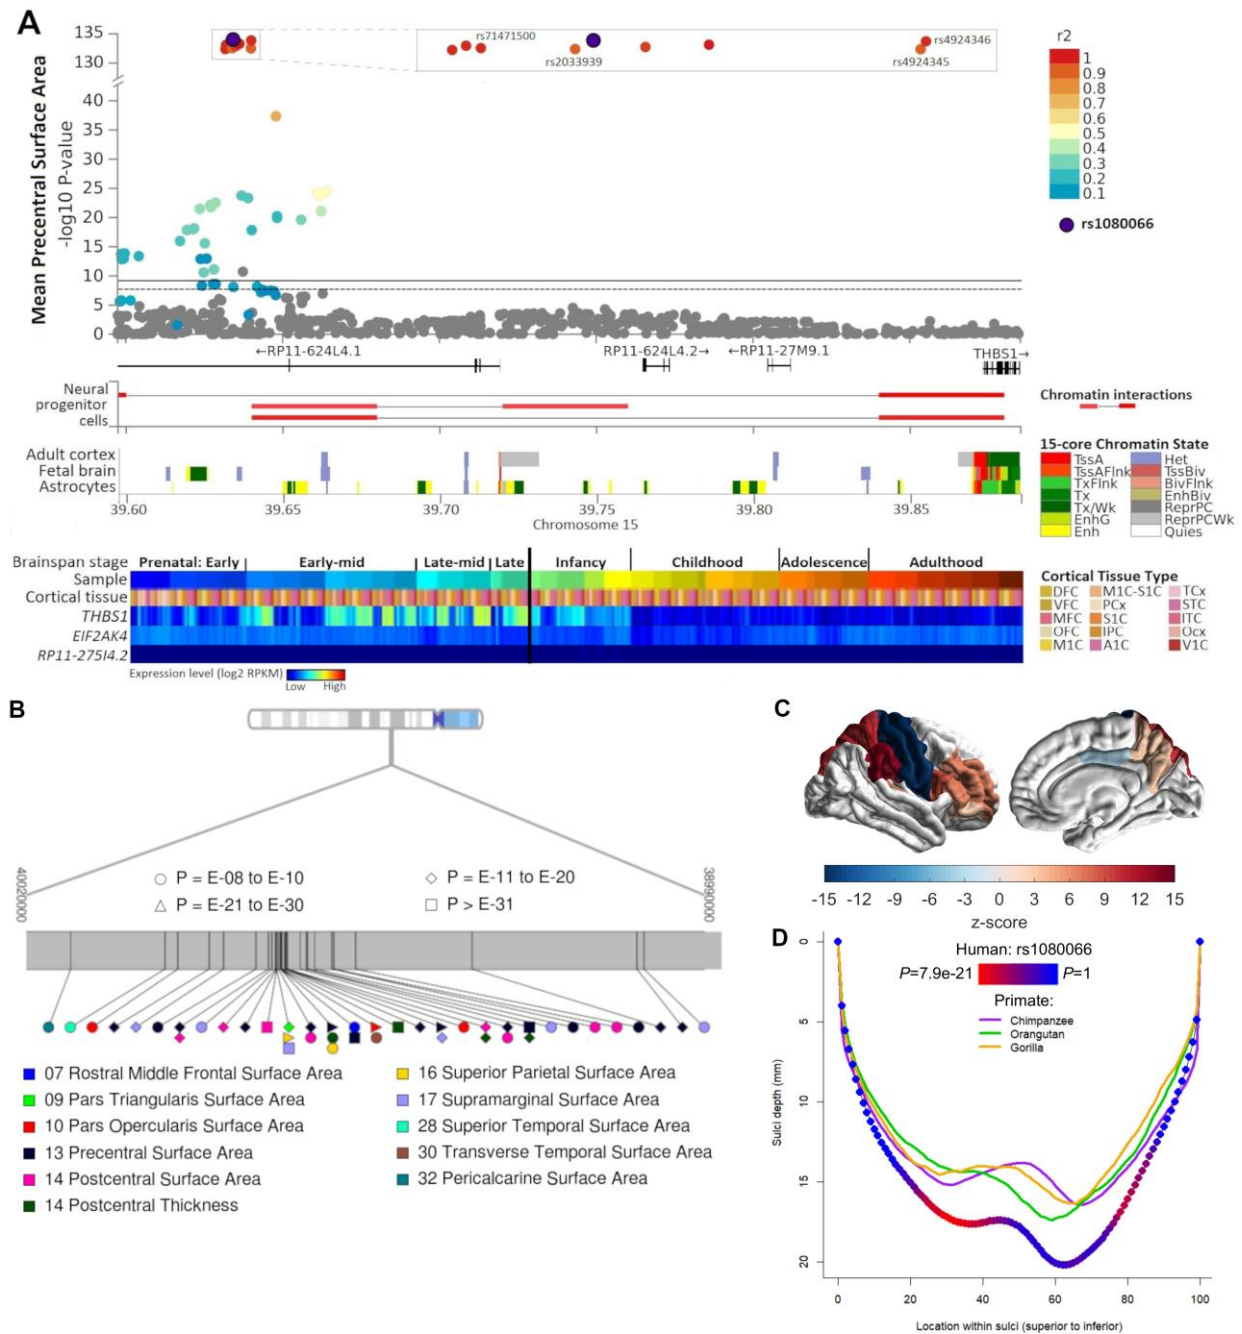 A
Mean Precentral Surface Area
-log10 P-value
135
130
40
35
30
25
20
15
10
5
0
rs71471500
rs2033939
rs4924346
rs4924345
r2
1
0.9
0.8
0.7
0.6
0.5
0.4
0.3
0.2
0.1
rs1080066
←RP11-624L4.1
RP11-624L4.2→
←RP11-27M9.1
THBS1→
Neural
progenitor
cells
Chromatin interactions
Adult cortex
Fetal brain
Astrocytes
39.60
39.65
39.70
39.75
39.80
39.85
Chromosome 15
15-core Chromatin State
TssA
Het
TssAFlnk
TssBiv
TxFlnk
BivFlnk
Tx
EnhBiv
Tx/Wk
ReprPC
EnhG
ReprPCWk
Enh
Quies
Brainspan stage
Prenatal: Early
Early-mid
Late-mid
Late
Infancy
Childhood
Adolescence
Adulthood
Sample
Cortical tissue
THBS1
EIF2AK4
RP11-275I4.2
Expression level (log2 RPKM)
Low
High
Cortical Tissue Type
DFC
M1C-S1C
TCx
VFC
PCx
STC
MFC
S1C
ITC
OFC
IPC
Ocx
M1C
A1C
V1C
B
40020000
38990000
P = E-08 to E-10
P = E-11 to E-20
P = E-21 to E-30
P > E-31
07 Rostral Middle Frontal Surface Area
09 Pars Triangularis Surface Area
10 Pars Opercularis Surface Area
13 Precentral Surface Area
14 Postcentral Surface Area
14 Postcentral Thickness
16 Superior Parietal Surface Area
17 Supramarginal Surface Area
28 Superior Temporal Surface Area
30 Transverse Temporal Surface Area
32 Pericalcarine Surface Area
C
-15 -12 -9 -6 -3 0 3 6 9 12 15
z-score
D
Human: rs1080066
P=7.9e-21
P=1
Primate:
Chimpanzee
Orangutan
Gorilla
Sulci depth (mm)
0
5
10
15
20
0 20 40 60 80 100
Location within sulci (superior to inferior)